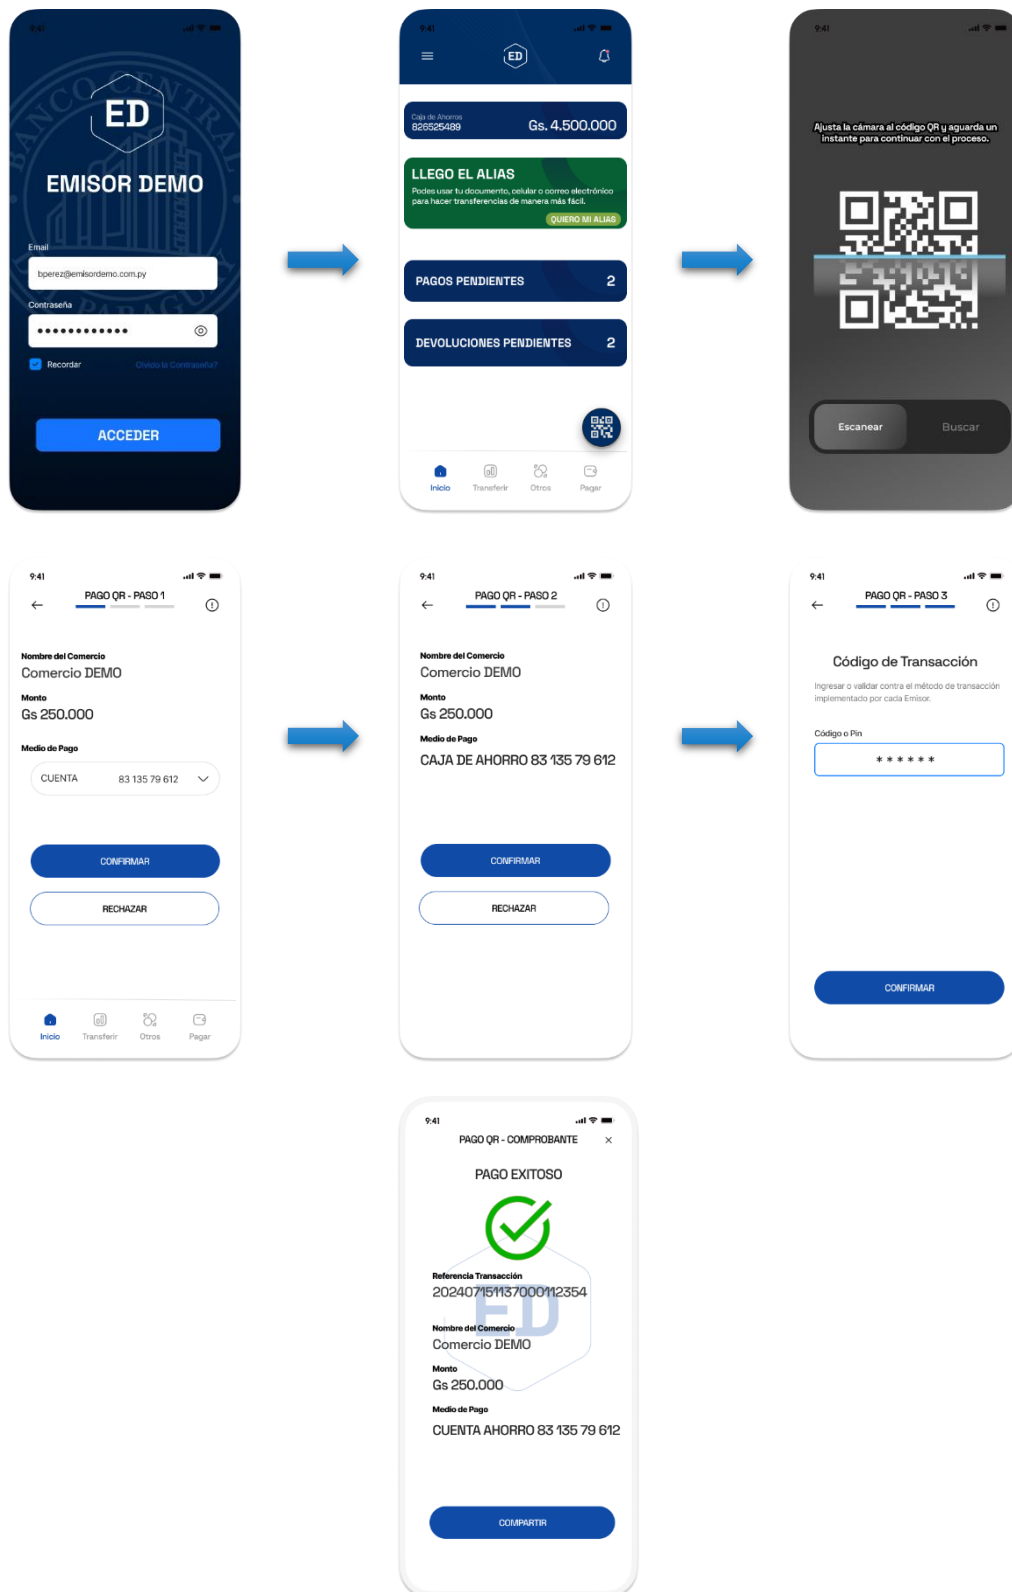 9:41
BANCO CENTRAL
PARAGUAY
ED
EMISOR DEMO
Email
bperez@emisordemo.com.py
Contraseña
Recordar
Olvido la Contraseña?
ACCEDER
9:41
ED
Caja de Ahorros
826525489
Gs. 4.500.000
LLEGO EL ALIAS
Podes usar tu documento, celular o correo electrónico
para hacer transferencias de manera más fácil.
QUIERO MI ALIAS
PAGOS PENDIENTES 2
DEVOLUCIONES PENDIENTES 2
Inicio Transferir Otros Pagar
9:41
Ajusta la cámara al código QR y aguarda un
instante para continuar con el proceso.
Escanear Buscar
9:41
PAGO QR - PASO 1
Nombre del Comercio
Comercio DEMO
Monto
Gs 250.000
Medio de Pago
CUENTA 83 135 79 612
CONFIRMAR
RECHAZAR
Inicio Transferir Otros Pagar
9:41
PAGO QR - PASO 2
Nombre del Comercio
Comercio DEMO
Monto
Gs 250.000
Medio de Pago
CAJA DE AHORRO 83 135 79 612
CONFIRMAR
RECHAZAR
9:41
PAGO QR - PASO 3
Código de Transacción
Ingresar o validar contra el método de transacción
implementado por cada Emisor.
Código o Pin
******
CONFIRMAR
9:41
PAGO QR - COMPROBANTE
PAGO EXITOSO
Referencia Transacción
202407151137000112354
ED
Nombre del Comercio
Comercio DEMO
Monto
Gs 250.000
Medio de Pago
CUENTA AHORRO 83 135 79 612
COMPARTIR